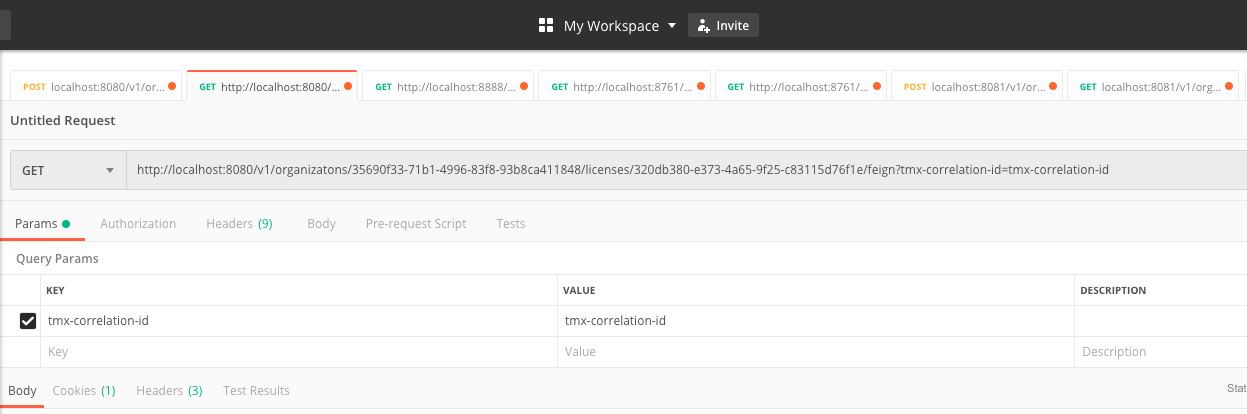 My Workspace Invite
POST localhost:8080/v1/or... GET http://localhost:8080/... GET http://localhost:8888/... GET http://localhost:8761/... GET http://localhost:8761/... POST localhost:8081/v1/or... GET localhost:8081/v1/org...
Untitled Request
GET http://localhost:8080/v1/organizatons/35690f33-71b1-4996-83f8-93b8ca411848/licenses/320db380-e373-4a65-9f25-c83115d76f1e/feign?tmx-correlation-id=tmx-correlation-id
Params Authorization Headers (9) Body Pre-request Script Tests
Query Params
KEY VALUE DESCRIPTION
tmx-correlation-id tmx-correlation-id
Key Value Description
Body Cookies (1) Headers (3) Test Results Stat